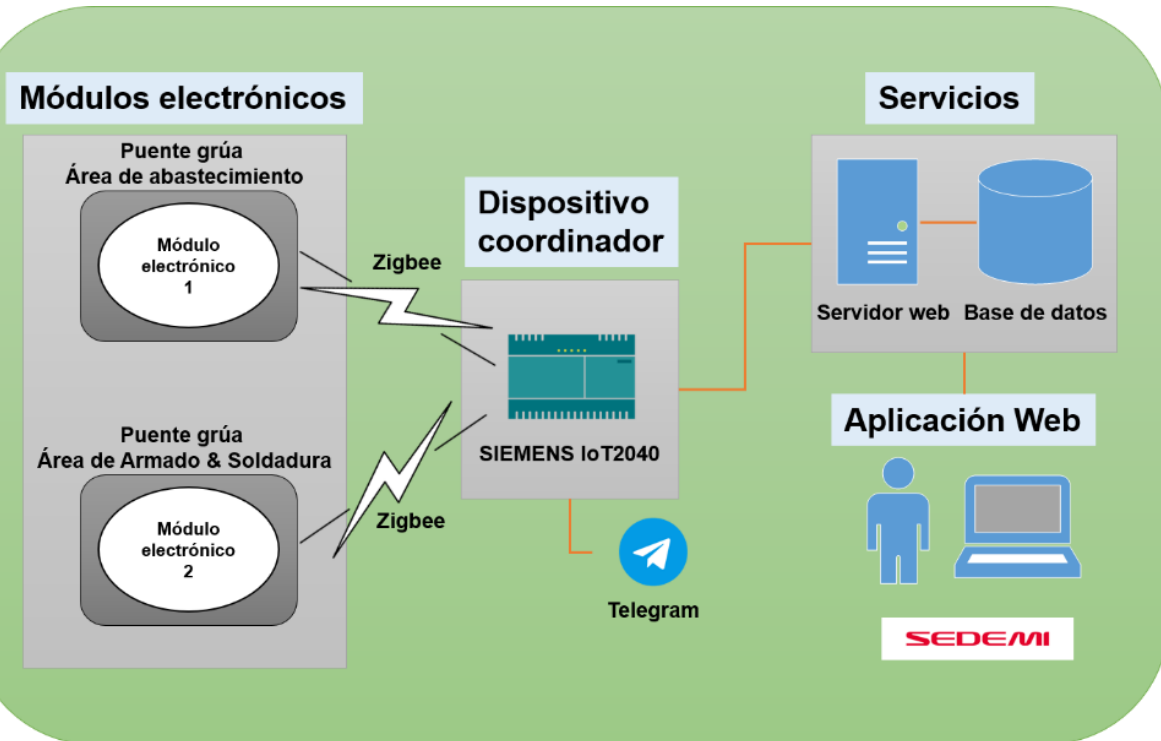 Módulos electrónicos
Puente grúa
Área de abastecimiento
Módulo
electrónico
1
Puente grúa
Área de Armado & Soldadura
Módulo
electrónico
2
Zigbee
Zigbee
Dispositivo
coordinador
SIEMENS IoT2040
Telegram
Servicios
Servidor web
Base de datos
Aplicación Web
SEDEMI